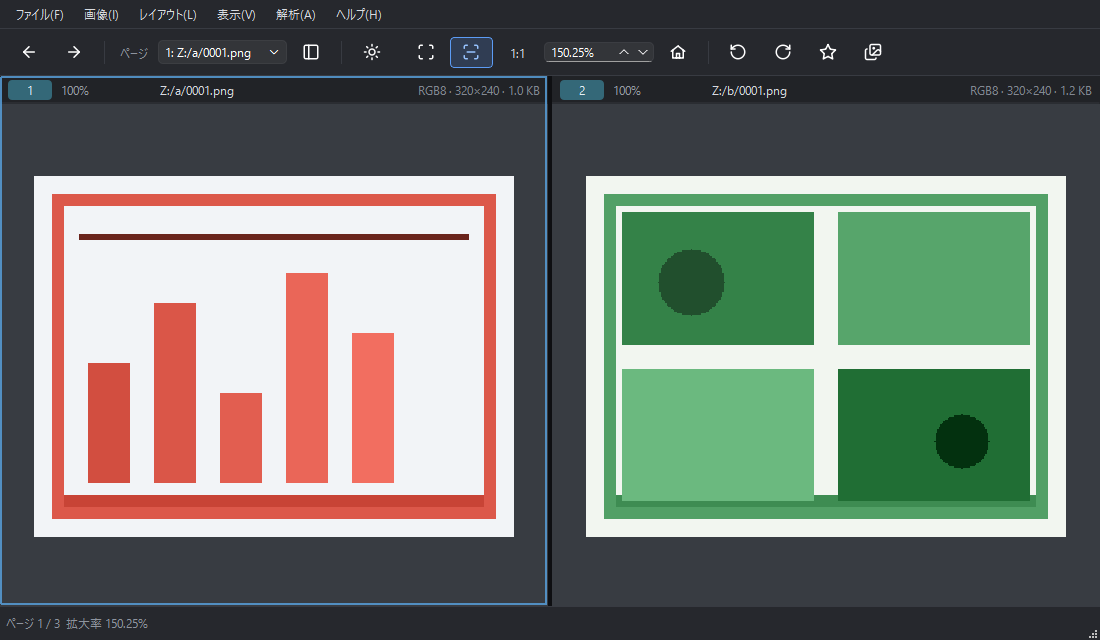 ファイル(F) 画像(I) レイアウト(L) 表示(V) 解析(A) ヘルプ(H)
ページ 1: Z:/a/0001.png 1:1 150.25%
1 100% Z:/a/0001.png RGB8 · 320×240 · 1.0 KB
2 100% Z:/b/0001.png RGB8 · 320×240 · 1.2 KB
ページ 1 / 3 拡大率 150.25%